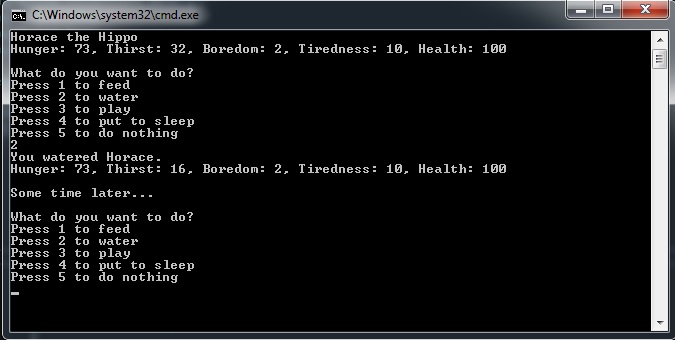 C:\Windows\system32\cmd.exe
Horace the Hippo
Hunger: 73, Thirst: 32, Boredom: 2, Tiredness: 10, Health: 100
What do you want to do?
Press 1 to feed
Press 2 to water
Press 3 to play
Press 4 to put to sleep
Press 5 to do nothing
2
You watered Horace.
Hunger: 73, Thirst: 16, Boredom: 2, Tiredness: 10, Health: 100
Some time later...
What do you want to do?
Press 1 to feed
Press 2 to water
Press 3 to play
Press 4 to put to sleep
Press 5 to do nothing